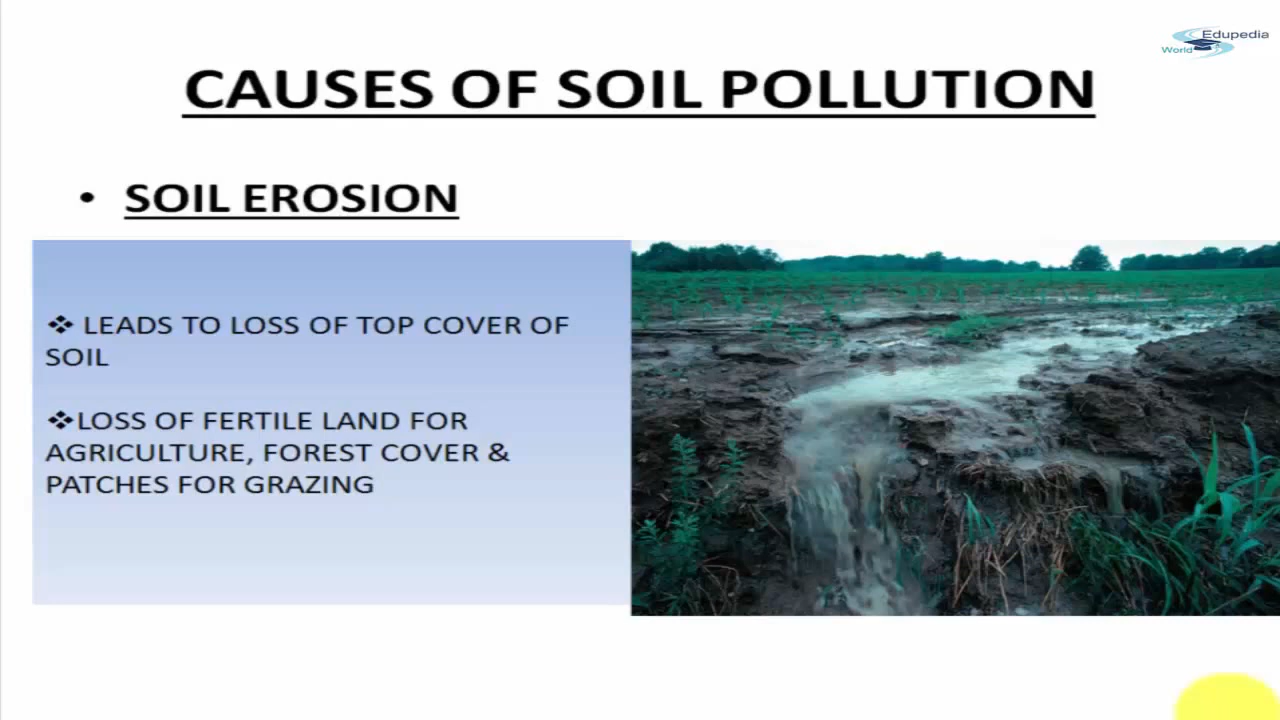 Edupedia
World
CAUSES OF SOIL POLLUTION
• SOIL EROSION
❖ LEADS TO LOSS OF TOP COVER OF
SOIL
❖LOSS OF FERTILE LAND FOR
AGRICULTURE, FOREST COVER &
PATCHES FOR GRAZING